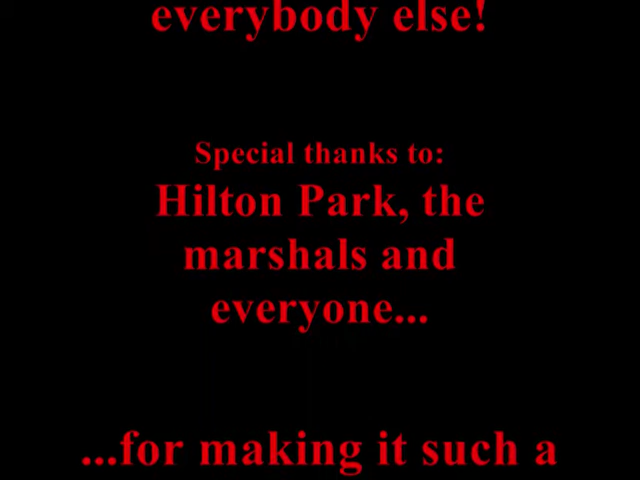 everybody else!
Special thanks to:
Hilton Park, the
marshals and
everyone...
...for making it such a